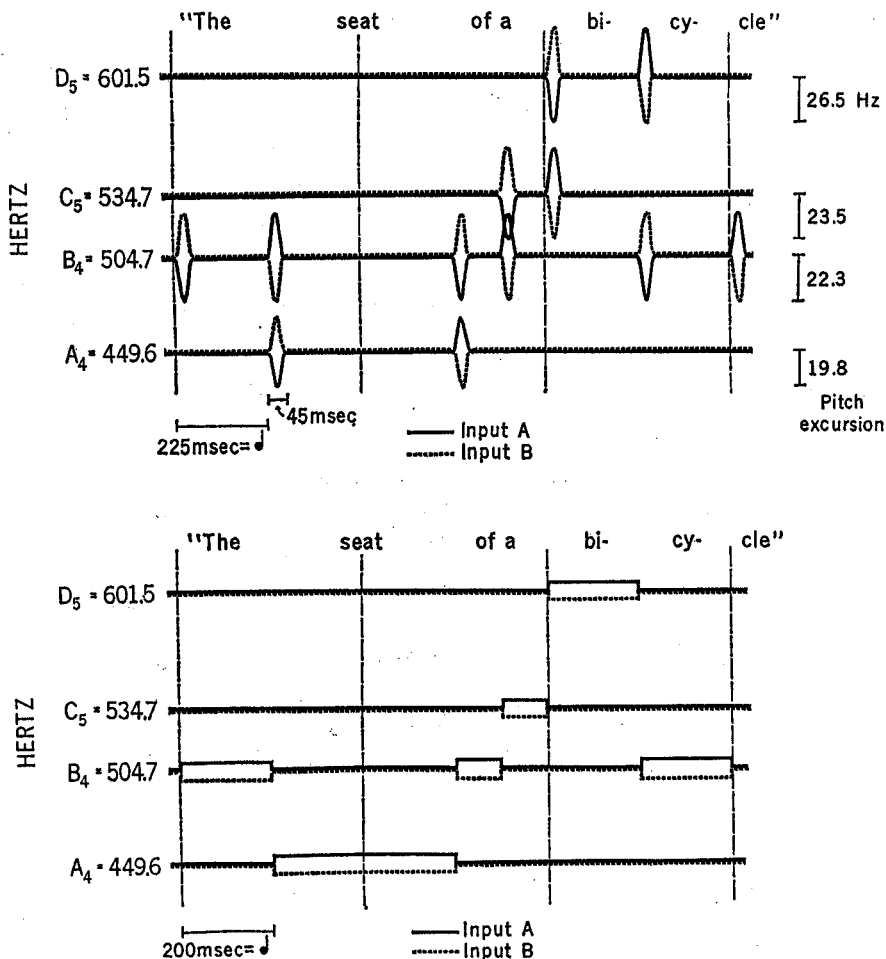 "The seat of a bi- cy- cle"
D5 = 601.5
26.5 Hz
C5 = 534.7
23.5
HERTZ
B4 = 504.7
22.3
A4 = 449.6
19.8
45msec
Pitch
excursion
225msec=♩
Input A
Input B
"The seat of a bi- cy- cle"
D5 = 601.5
C5 = 534.7
HERTZ
B4 = 504.7
A4 = 449.6
200msec=♩
Input A
Input B